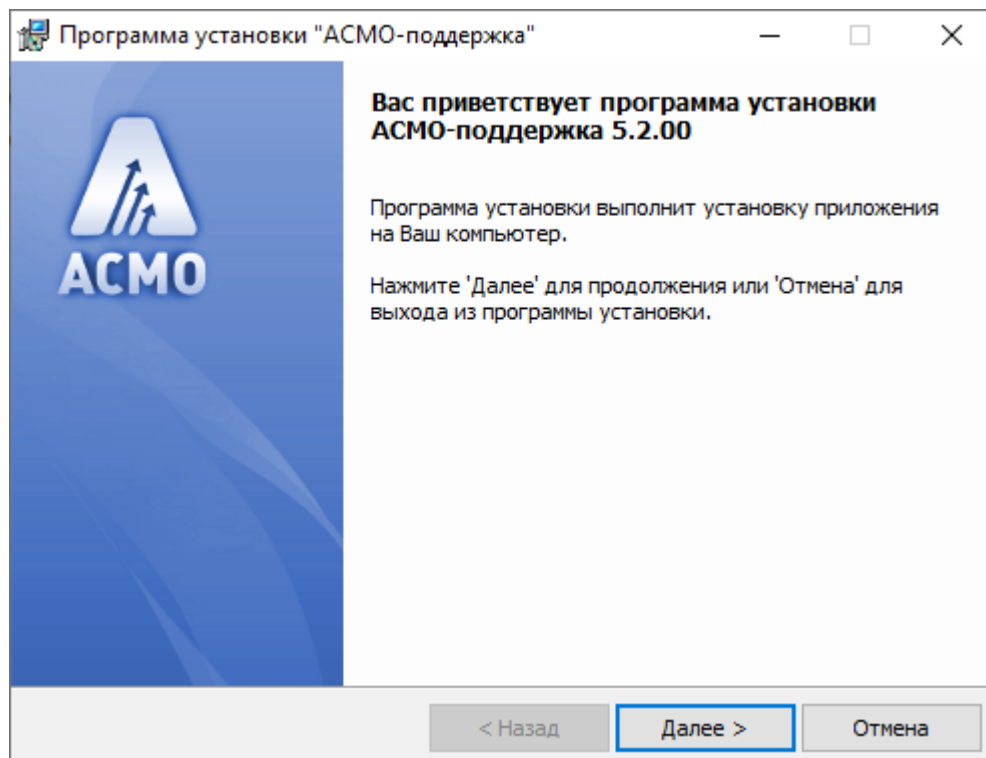 Программа установки "АСМО-поддержка"
Вас приветствует программа установки
АСМО-поддержка 5.2.00
Программа установки выполнит установку приложения
на Ваш компьютер.
Нажмите 'Далее' для продолжения или 'Отмена' для
выхода из программы установки.
АСМО
< Назад
Далее >
Отмена